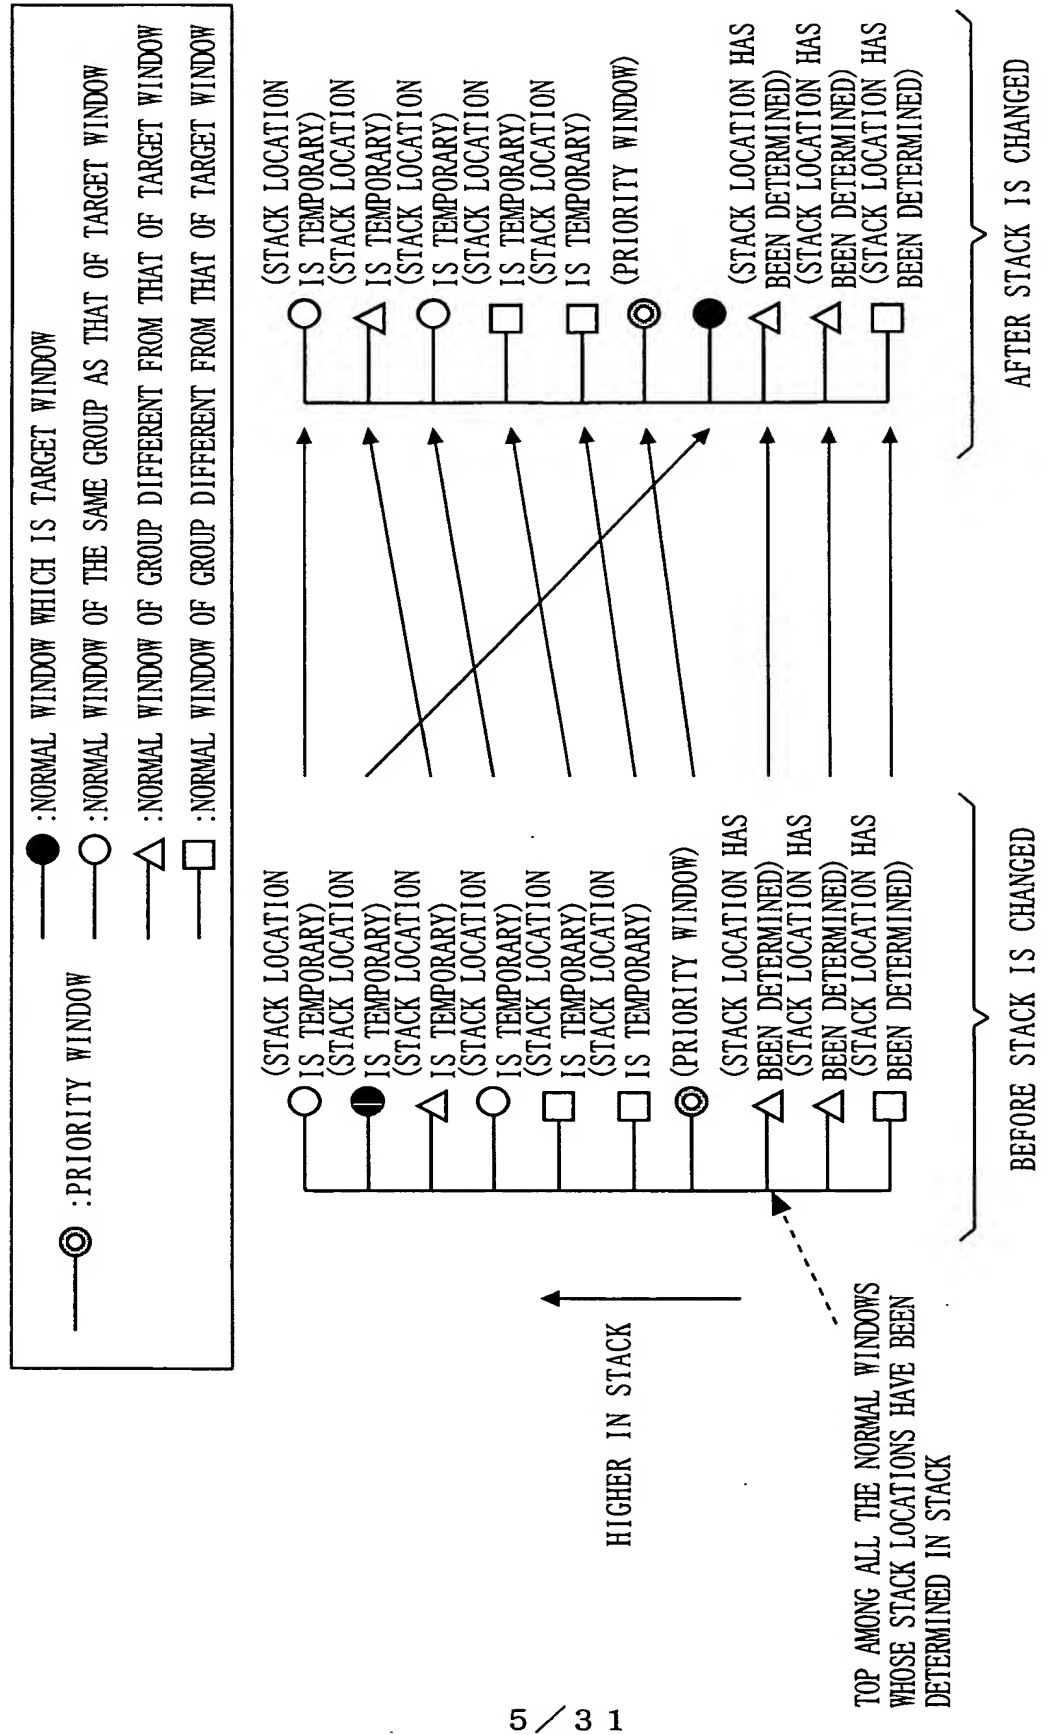 :PRIORITY WINDOW
:NORMAL WINDOW WHICH IS TARGET WINDOW
:NORMAL WINDOW OF THE SAME GROUP AS THAT OF TARGET WINDOW
:NORMAL WINDOW OF GROUP DIFFERENT FROM THAT OF TARGET WINDOW
:NORMAL WINDOW OF GROUP DIFFERENT FROM THAT OF TARGET WINDOW
HIGHER IN STACK
TOP AMONG ALL THE NORMAL WINDOWS
WHOSE STACK LOCATIONS HAVE BEEN
DETERMINED IN STACK
(STACK LOCATION
IS TEMPORARY)
(STACK LOCATION
IS TEMPORARY)
(STACK LOCATION
IS TEMPORARY)
(STACK LOCATION
IS TEMPORARY)
(STACK LOCATION
IS TEMPORARY)
(STACK LOCATION
IS TEMPORARY)
(PRIORITY WINDOW)
(STACK LOCATION HAS
BEEN DETERMINED)
(STACK LOCATION HAS
BEEN DETERMINED)
(STACK LOCATION HAS
BEEN DETERMINED)
BEFORE STACK IS CHANGED
(STACK LOCATION
IS TEMPORARY)
(STACK LOCATION
IS TEMPORARY)
(STACK LOCATION
IS TEMPORARY)
(STACK LOCATION
IS TEMPORARY)
(STACK LOCATION
IS TEMPORARY)
(PRIORITY WINDOW)
(STACK LOCATION HAS
BEEN DETERMINED)
(STACK LOCATION HAS
BEEN DETERMINED)
(STACK LOCATION HAS
BEEN DETERMINED)
AFTER STACK IS CHANGED
5/31